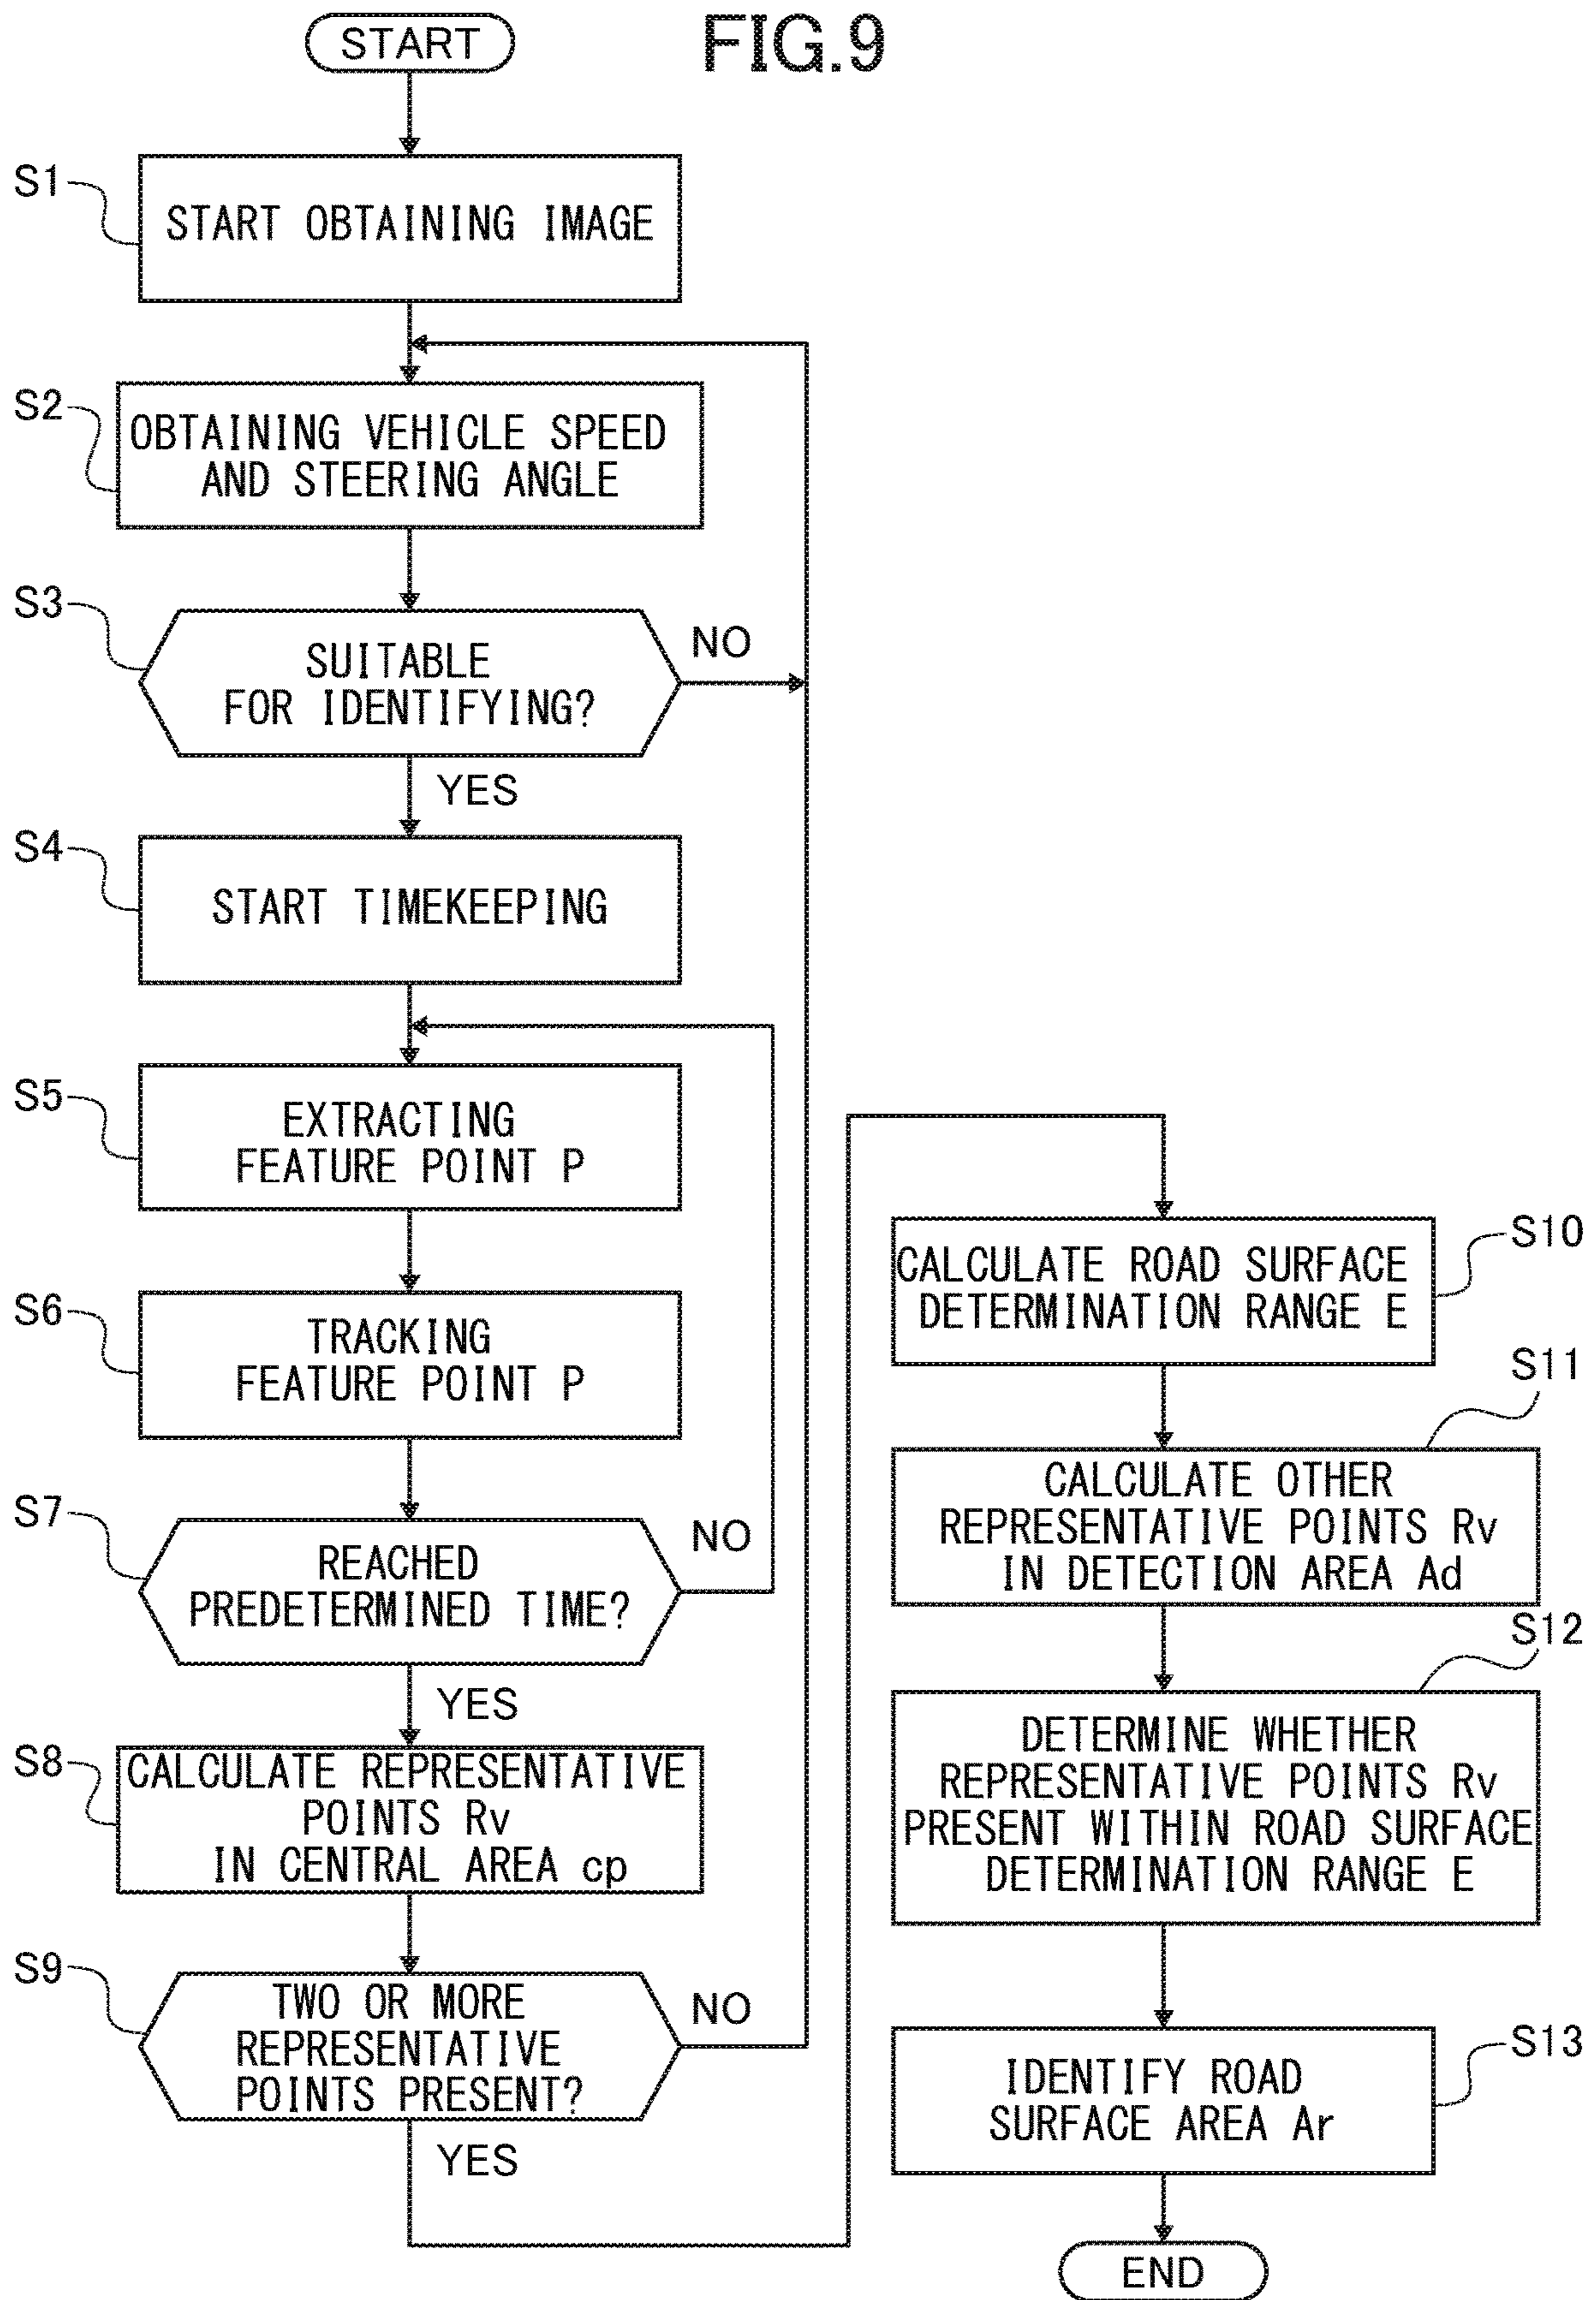 FIG.9
START
S1
START OBTAINING IMAGE
S2
OBTAINING VEHICLE SPEED
AND STEERING ANGLE
S3
SUITABLE
FOR IDENTIFYING?
NO
YES
S4
START TIMEKEEPING
S5
EXTRACTING
FEATURE POINT P
S6
TRACKING
FEATURE POINT P
S7
REACHED
PREDETERMINED TIME?
NO
YES
S8
CALCULATE REPRESENTATIVE
POINTS Rv
IN CENTRAL AREA cp
S9
TWO OR MORE
REPRESENTATIVE
POINTS PRESENT?
NO
YES
S10
CALCULATE ROAD SURFACE
DETERMINATION RANGE E
S11
CALCULATE OTHER
REPRESENTATIVE POINTS Rv
IN DETECTION AREA Ad
S12
DETERMINE WHETHER
REPRESENTATIVE POINTS Rv
PRESENT WITHIN ROAD SURFACE
DETERMINATION RANGE E
S13
IDENTIFY ROAD
SURFACE AREA Ar
END